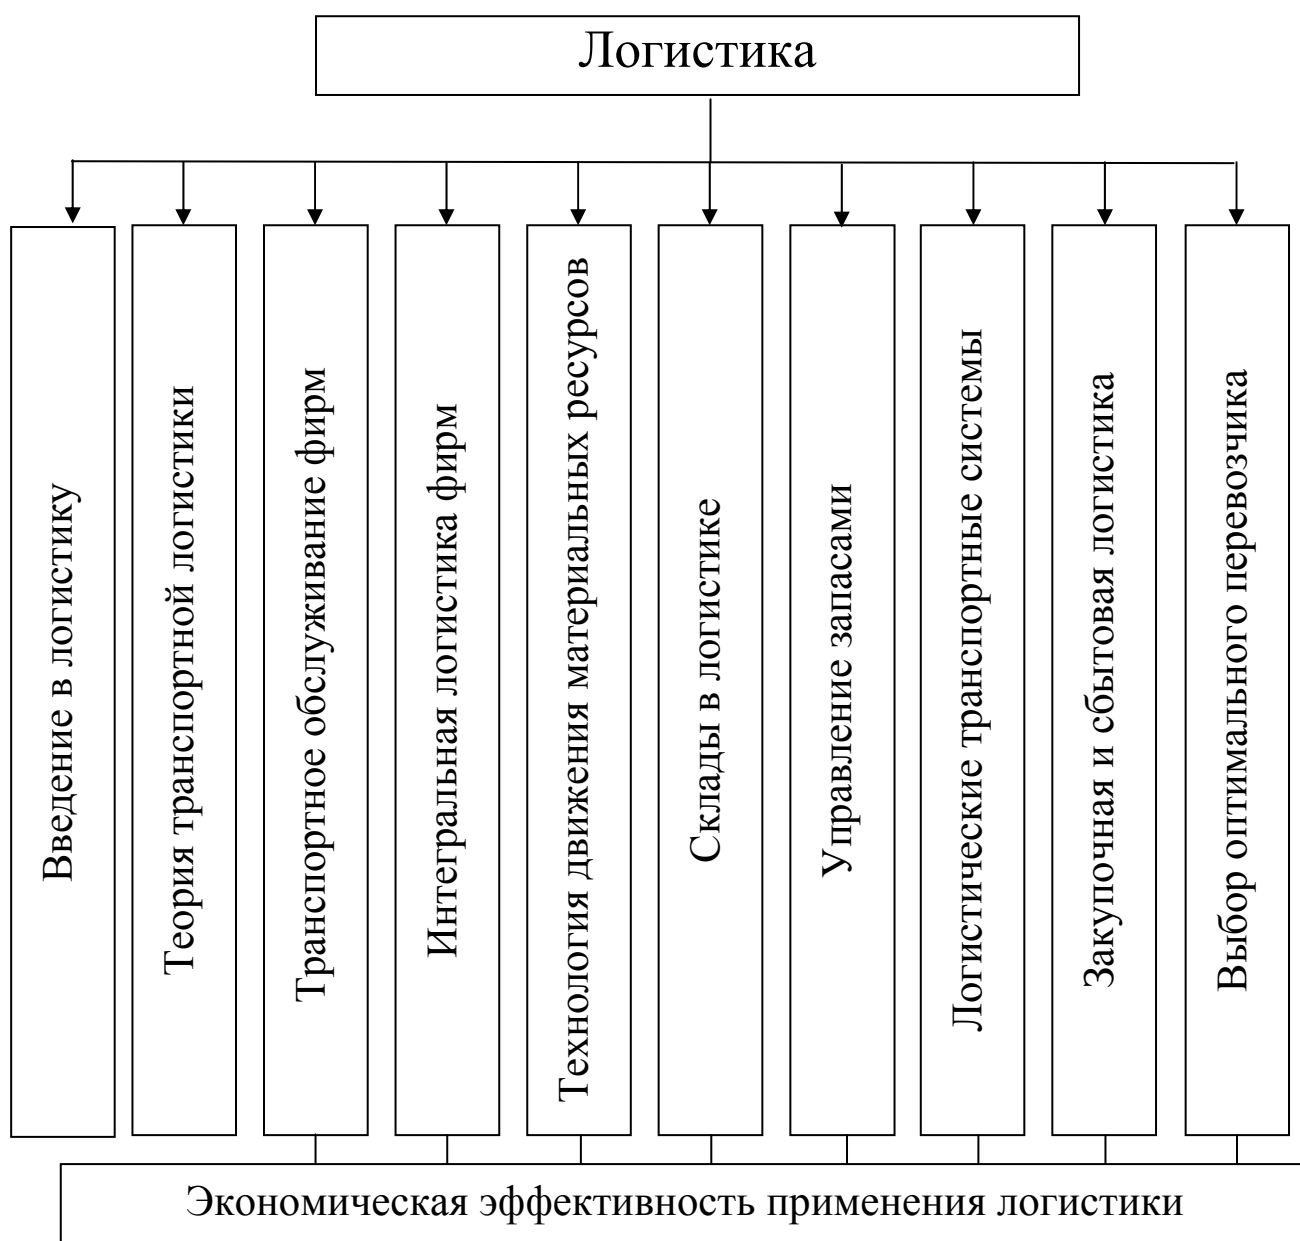 Логистика
Введение в логистику
Теория транспортной логистики
Транспортное обслуживание фирм
Интегральная логистика фирм
Технология движения материальных ресурсов
Склады в логистике
Управление запасами
Логистические транспортные системы
Закупочная и сбытовая логистика
Выбор оптимального перевозчика
Экономическая эффективность применения логистики